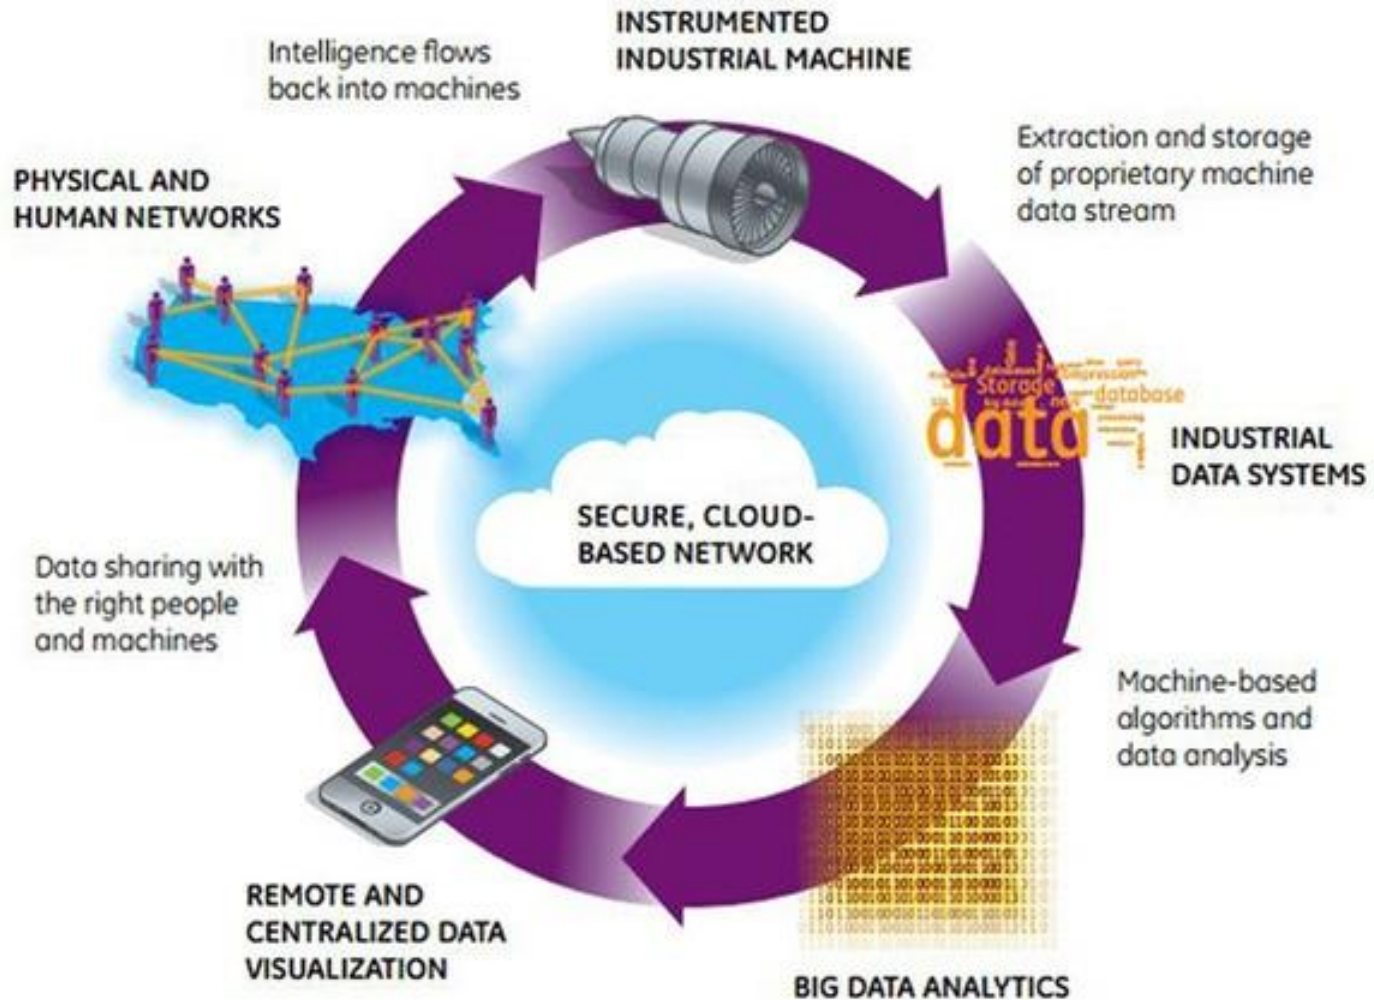 INSTRUMENTED
INDUSTRIAL MACHINE
Intelligence flows
back into machines
Extraction and storage
of proprietary machine
data stream
PHYSICAL AND
HUMAN NETWORKS
Storage
database
data
INDUSTRIAL
DATA SYSTEMS
SECURE, CLOUD-
BASED NETWORK
Data sharing with
the right people
and machines
Machine-based
algorithms and
data analysis
REMOTE AND
CENTRALIZED DATA
VISUALIZATION
BIG DATA ANALYTICS